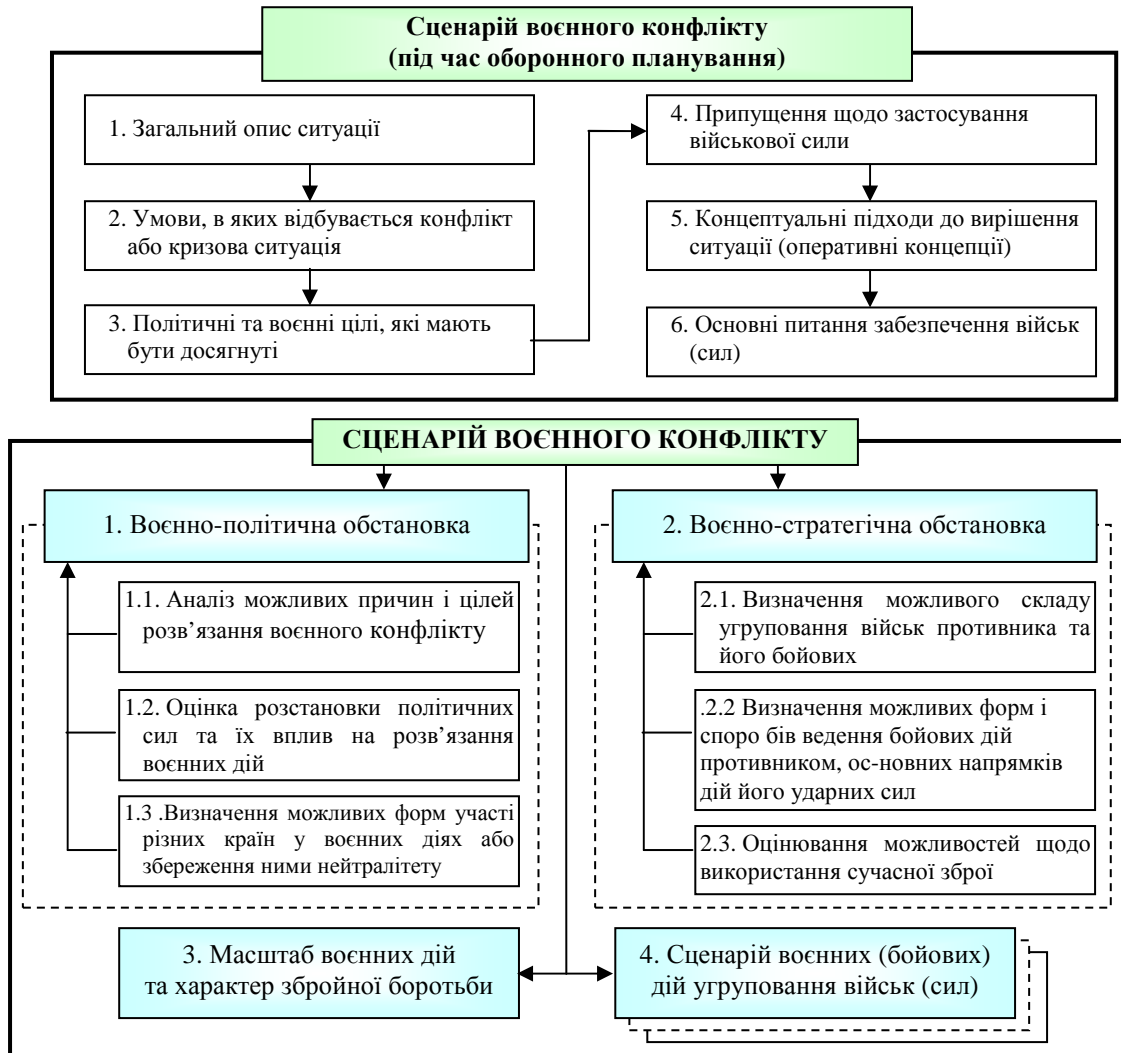 Сценарій воєнного конфлікту
(під час оборонного планування)
1. Загальний опис ситуації
2. Умови, в яких відбувається конфлікт
або кризова ситуація
3. Політичні та воєнні цілі, які мають
бути досягнуті
4. Припущення щодо застосування
військової сили
5. Концептуальні підходи до вирішення
ситуації (оперативні концепції)
6. Основні питання забезпечення військ
(сил)
СЦЕНАРІЙ ВОЄННОГО КОНФЛІКТУ
1. Воєнно-політична обстановка
1.1. Аналіз можливих причин і цілей
розв’язання воєнного конфлікту
1.2. Оцінка розстановки політичних
сил та їх вплив на розв’язання
воєнних дій
1.3 .Визначення можливих форм участі
різних країн у воєнних діях або
збереження ними нейтралітету
2. Воєнно-стратегічна обстановка
2.1. Визначення можливого складу
угруповання військ противника та
його бойових
.2.2 Визначення можливих форм і
споро бів ведення бойових дій
противником, ос-новних напрямків
дій його ударних сил
2.3. Оцінювання можливостей щодо
використання сучасної зброї
3. Масштаб воєнних дій
та характер збройної боротьби
4. Сценарій воєнних (бойових)
дій угруповання військ (сил)